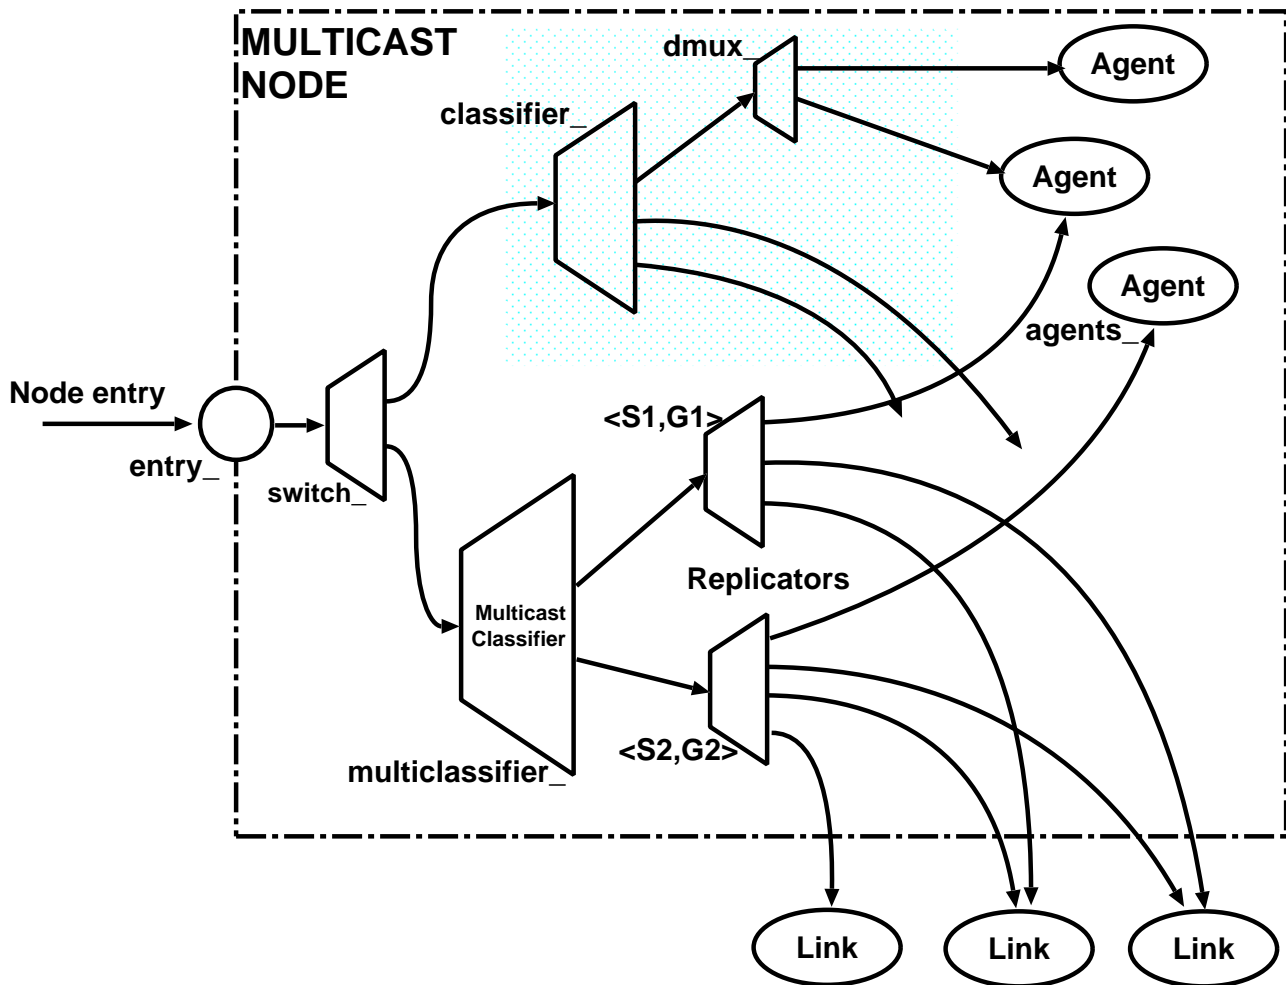 MULTICAST
NODE
dmux_
Agent
classifier_
Agent
Agent
agents_
Node entry
<S1,G1>
entry_
switch_
Replicators
Multicast
Classifier
<S2,G2>
multiclassifier_
Link
Link
Link